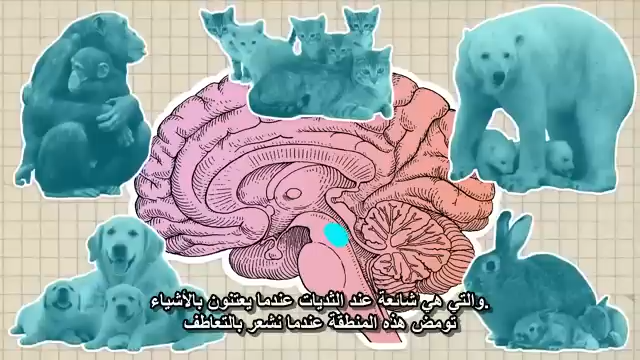 .والتي هي شائعة عند الثديات عندما يعتنون بالأشياء
تومض هذه المنطقة عندما نشعر بالتعاطف